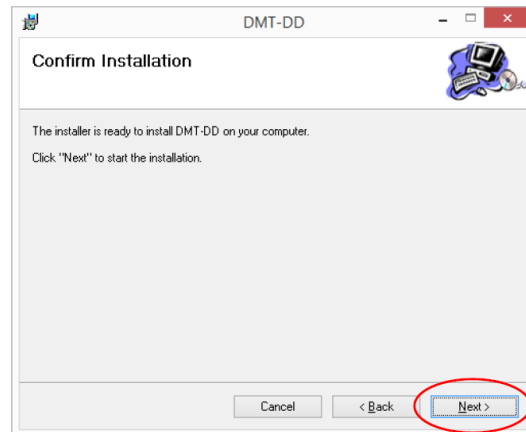 DMT-DD
Confirm Installation
The installer is ready to install DMT-DD on your computer.
Click "Next" to start the installation.
Cancel
< Back
Next >